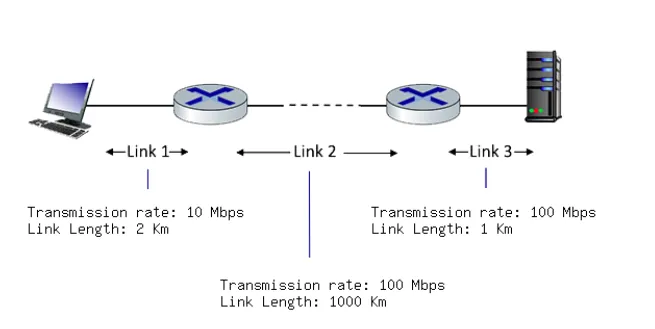 Link 1
Link 2
Link 3
Transmission rate: 10 Mbps
Link Length: 2 Km
Transmission rate: 100 Mbps
Link Length: 1 Km
Transmission rate: 100 Mbps
Link Length: 1000 Km